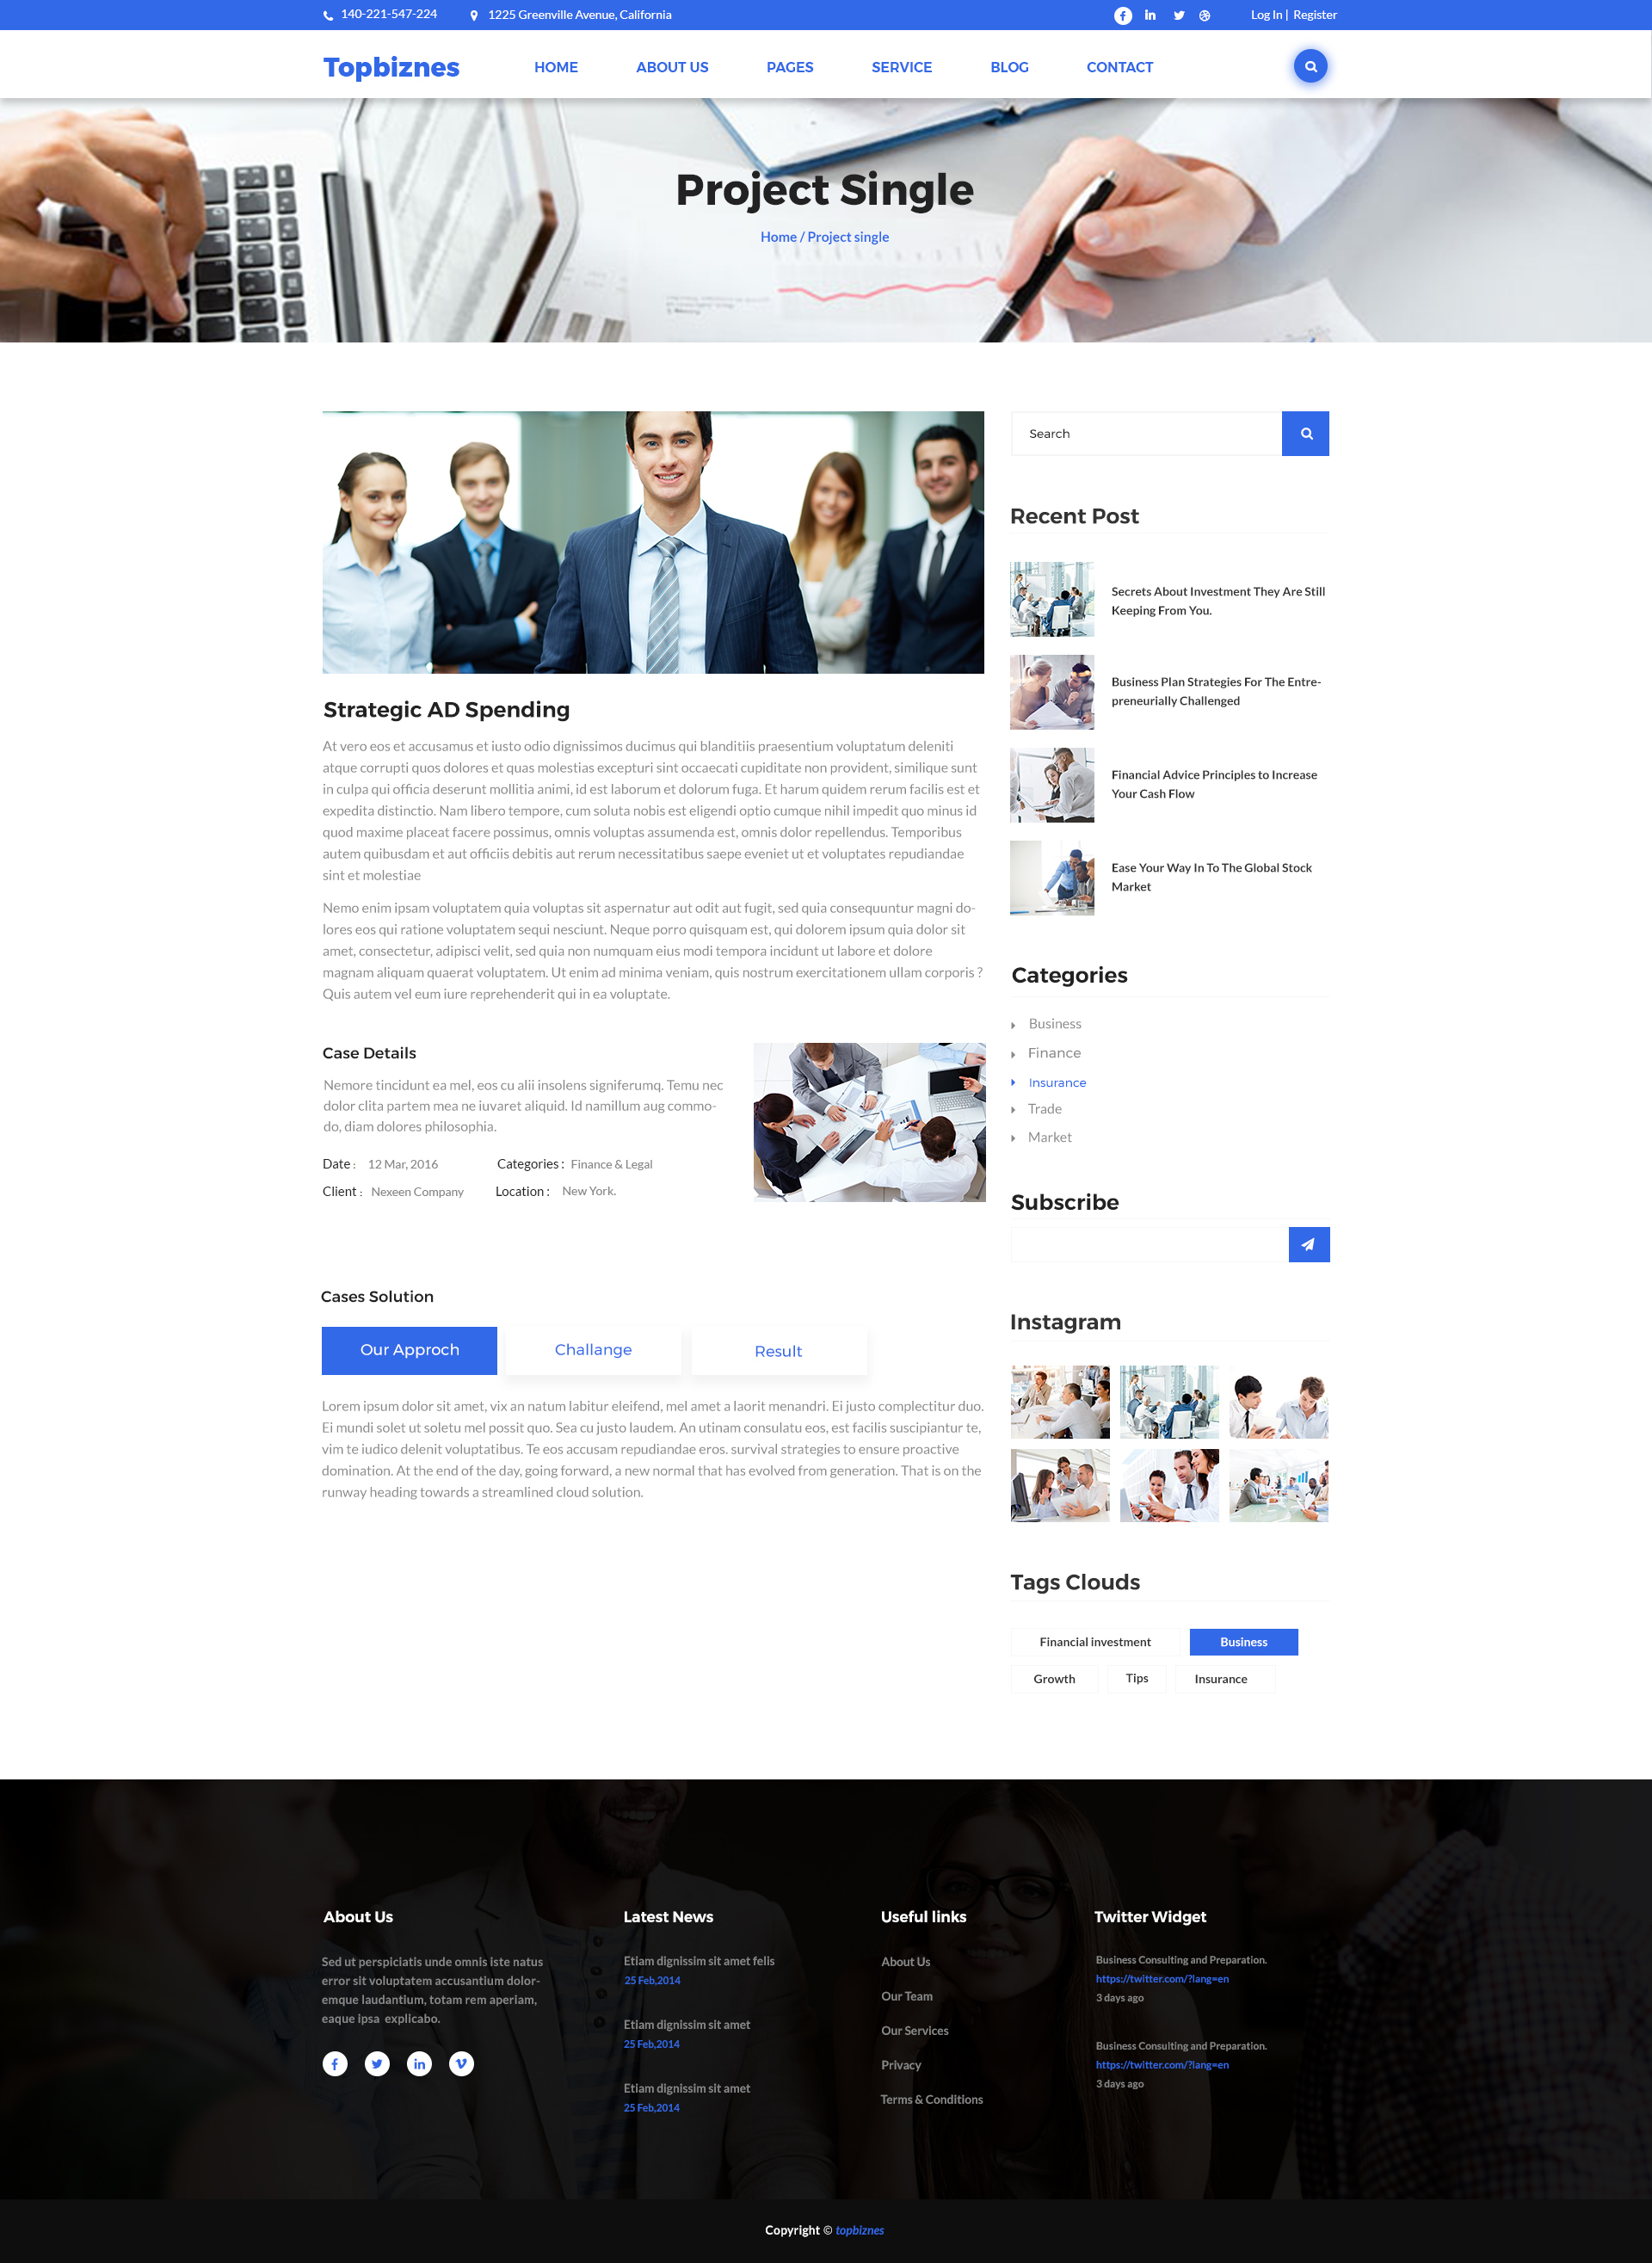 140-221-547-224
1225 Greenville Avenue, California
Log In | Register
Topbiznes
HOME
ABOUT US
PAGES
SERVICE
BLOG
CONTACT
Project Single
Home / Project single
Strategic AD Spending
At vero eos et accusamus et iusto odio dignissimos ducimus qui blanditiis praesentium voluptatum deleniti
atque corrupti quos dolores et quas molestias excepturi sint occaecati cupiditate non provident, similique sunt
in culpa qui officia deserunt mollitia animi, id est laborum et dolorum fuga. Et harum quidem rerum facilis est et
expedita distinctio. Nam libero tempore, cum soluta nobis est eligendi optio cumque nihil impedit quo minus id
quod maxime placeat facere possimus, omnis voluptas assumenda est, omnis dolor repellendus. Temporibus
autem quibusdam et aut officiis debitis aut rerum necessitatibus saepe eveniet ut et voluptates repudiandae
sint et molestiae
Nemo enim ipsam voluptatem quia voluptas sit aspernatur aut odit aut fugit, sed quia consequuntur magni do-
lores eos qui ratione voluptatem sequi nesciunt. Neque porro quisquam est, qui dolorem ipsum quia dolor sit
amet, consectetur, adipisci velit, sed quia non numquam eius modi tempora incidunt ut labore et dolore
magnam aliquam quaerat voluptatem. Ut enim ad minima veniam, quis nostrum exercitationem ullam corporis ?
Quis autem vel eum iure reprehenderit qui in ea voluptate.
Case Details
Nemore tincidunt ea mel, eos cu alii insolens signiferumq. Temu nec
dolor clita partem mea ne iuvaret aliquid. Id namillum aug commo-
do, diam dolores philosophia.
Date : 12 Mar, 2016
Categories : Finance & Legal
Client : Nexeen Company
Location : New York.
Cases Solution
Our Approch
Challange
Result
Lorem ipsum dolor sit amet, vix an natum labitur eleifend, mel amet a laorit menandri. Ei justo complectitur duo.
Ei mundi solet ut soletu mel possit quo. Sea cu justo laudem. An utinam consulatu eos, est facilis suscipiantur te,
vim te iudico delenit voluptatibus. Te eos accusam repudiandae eros. survival strategies to ensure proactive
domination. At the end of the day, going forward, a new normal that has evolved from generation. That is on the
runway heading towards a streamlined cloud solution.
Search
Recent Post
Secrets About Investment They Are Still
Keeping From You.
Business Plan Strategies For The Entre-
preneurially Challenged
Financial Advice Principles to Increase
Your Cash Flow
Ease Your Way In To The Global Stock
Market
Categories
Business
Finance
Insurance
Trade
Market
Subscribe
Instagram
Tags Clouds
Financial investment
Business
Growth
Tips
Insurance
About Us
Sed ut perspiciatis unde omnis iste natus
error sit voluptatem accusantium dolor-
emque laudantium, totam rem aperiam,
eaque ipsa explicabo.
Latest News
Etiam dignissim sit amet felis
25 Feb,2014
Etiam dignissim sit amet
25 Feb,2014
Etiam dignissim sit amet
25 Feb,2014
Useful links
About Us
Our Team
Our Services
Privacy
Terms & Conditions
Twitter Widget
Business Consulting and Preparation.
https://twitter.com/?lang=en
3 days ago
Business Consulting and Preparation.
https://twitter.com/?lang=en
3 days ago
Copyright © topbiznes